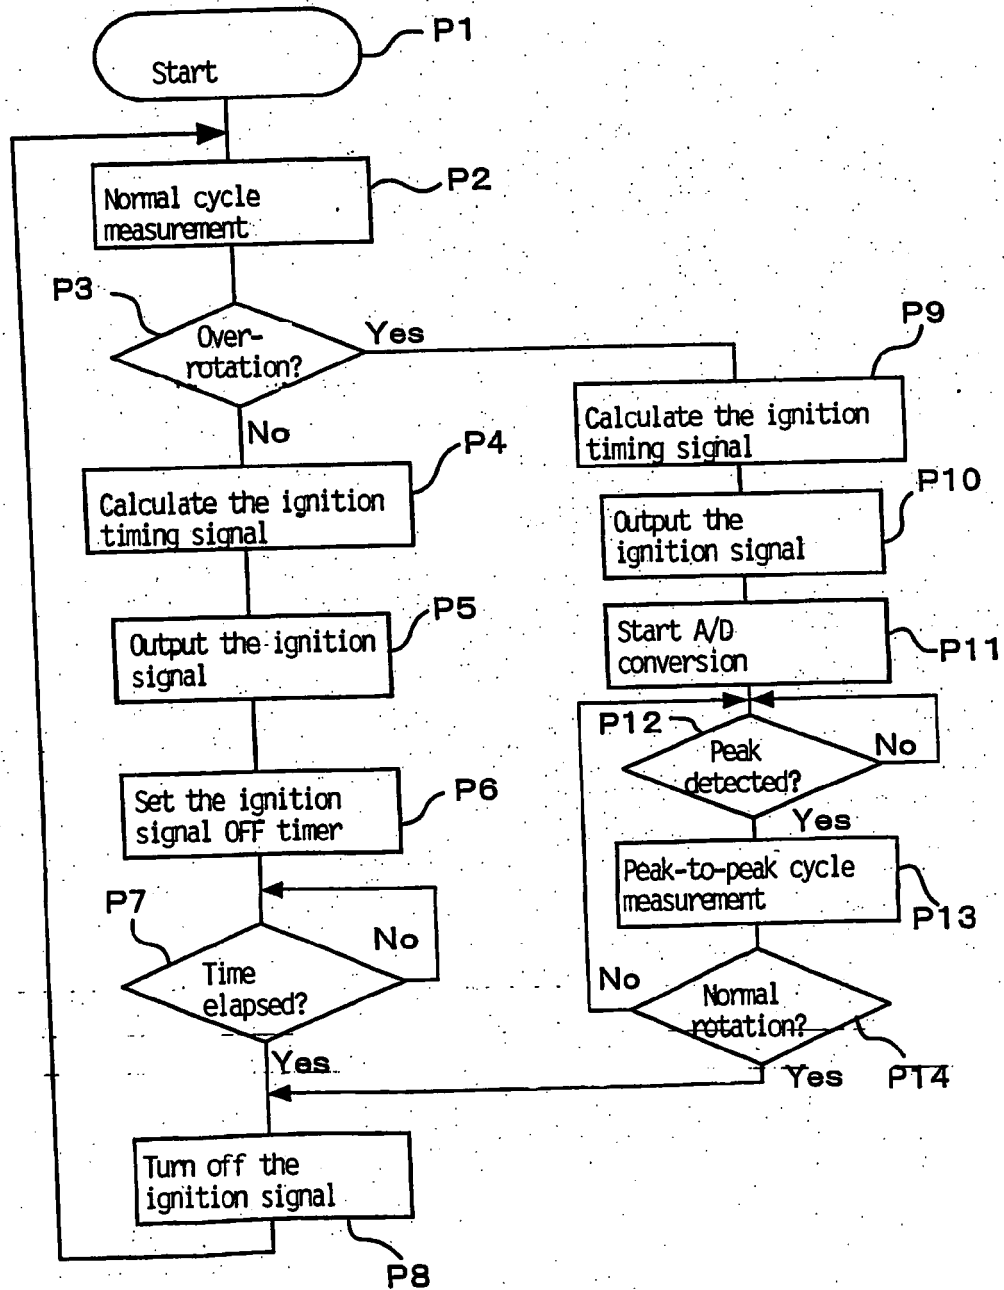 P1
Start
Normal cycle
measurement
P2
P3
Over-
rotation?
Yes
No
P4
Calculate the ignition
timing signal
P5
Output the ignition
signal
P6
Set the ignition
signal OFF timer
P7
Time
elapsed?
No
Yes
Turn off the
ignition signal
P8
P9
Calculate the ignition
timing signal
P10
Output the
ignition signal
Start A/D
conversion
P11
P12
Peak
detected?
No
Yes
Peak-to-peak cycle
measurement
P13
No
Normal
rotation?
Yes
P14